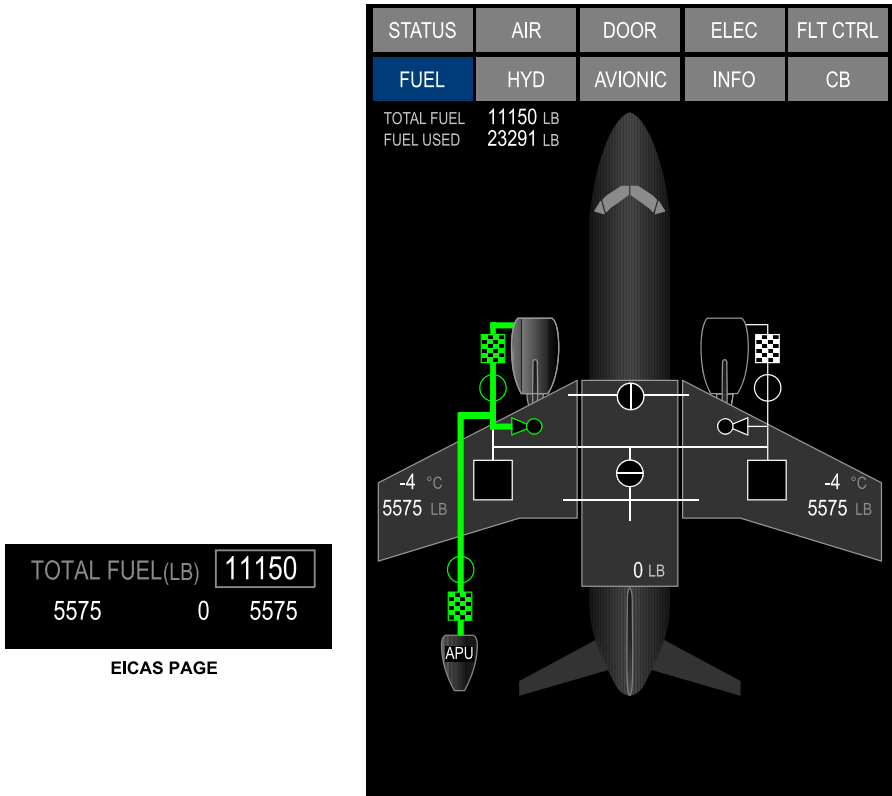 STATUS AIR DOOR ELEC FLT CTRL
FUEL HYD AVIONIC INFO CB
TOTAL FUEL 11150 LB
FUEL USED 23291 LB
-4 °C -4 °C
5575 LB 5575 LB
0 LB
APU
TOTAL FUEL(LB) 11150
5575 0 5575
EICAS PAGE